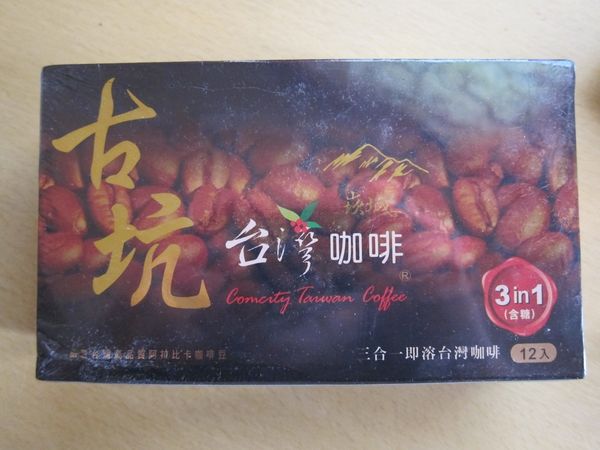 古坑
台灣咖啡
®
Comcity Taiwan Coffee
3 in 1
(含糖)
三合一即溶台灣咖啡
12入